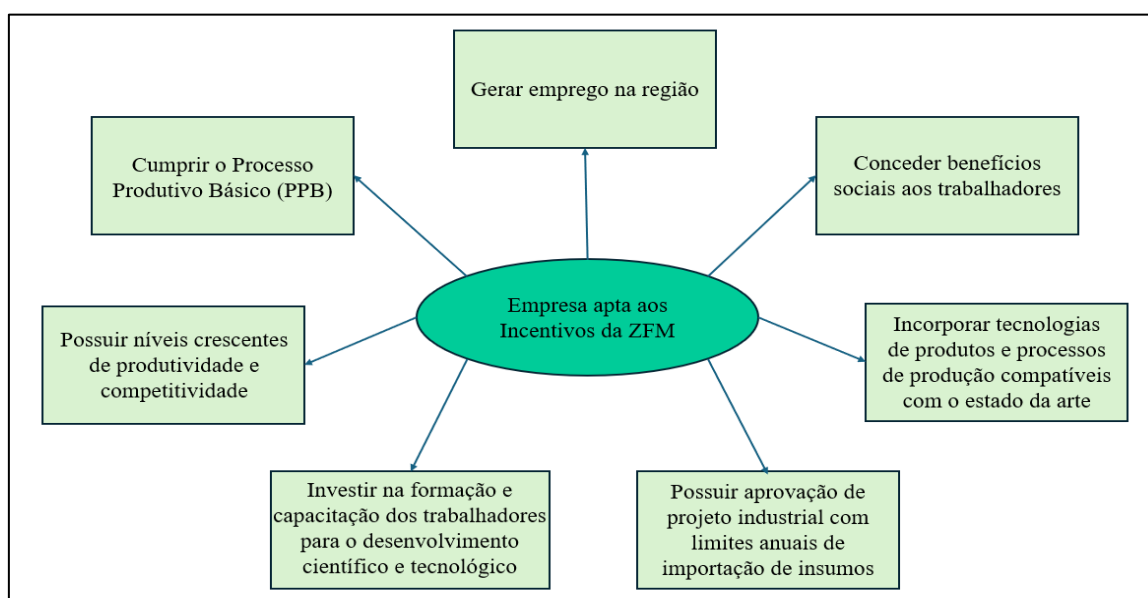 Gerar emprego na região
Cumprir o Processo
Produtivo Básico (PPB)
Conceder benefícios
sociais aos trabalhadores
Empresa apta aos
Incentivos da ZFM
Possuir níveis crescentes
de produtividade e
competitividade
Incorporar tecnologias
de produtos e processos
de produção compatíveis
com o estado da arte
Investir na formação e
capacitação dos trabalhadores
para o desenvolvimento
científico e tecnológico
Possuir aprovação de
projeto industrial com
limites anuais de
importação de insumos